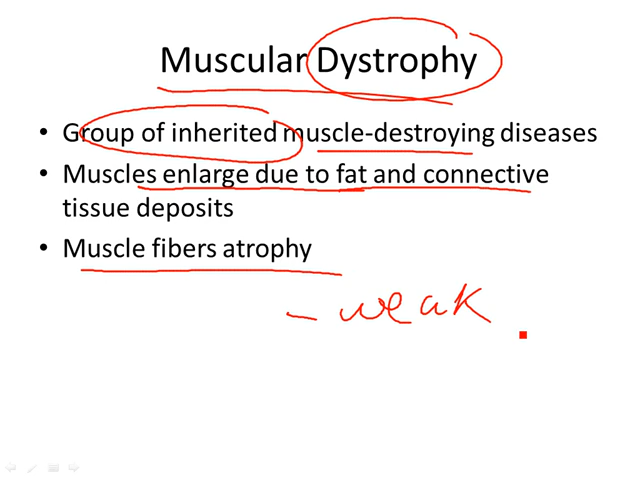 Muscular Dystrophy
• Group of inherited muscle-destroying diseases
• Muscles enlarge due to fat and connective
tissue deposits
• Muscle fibers atrophy
– weak